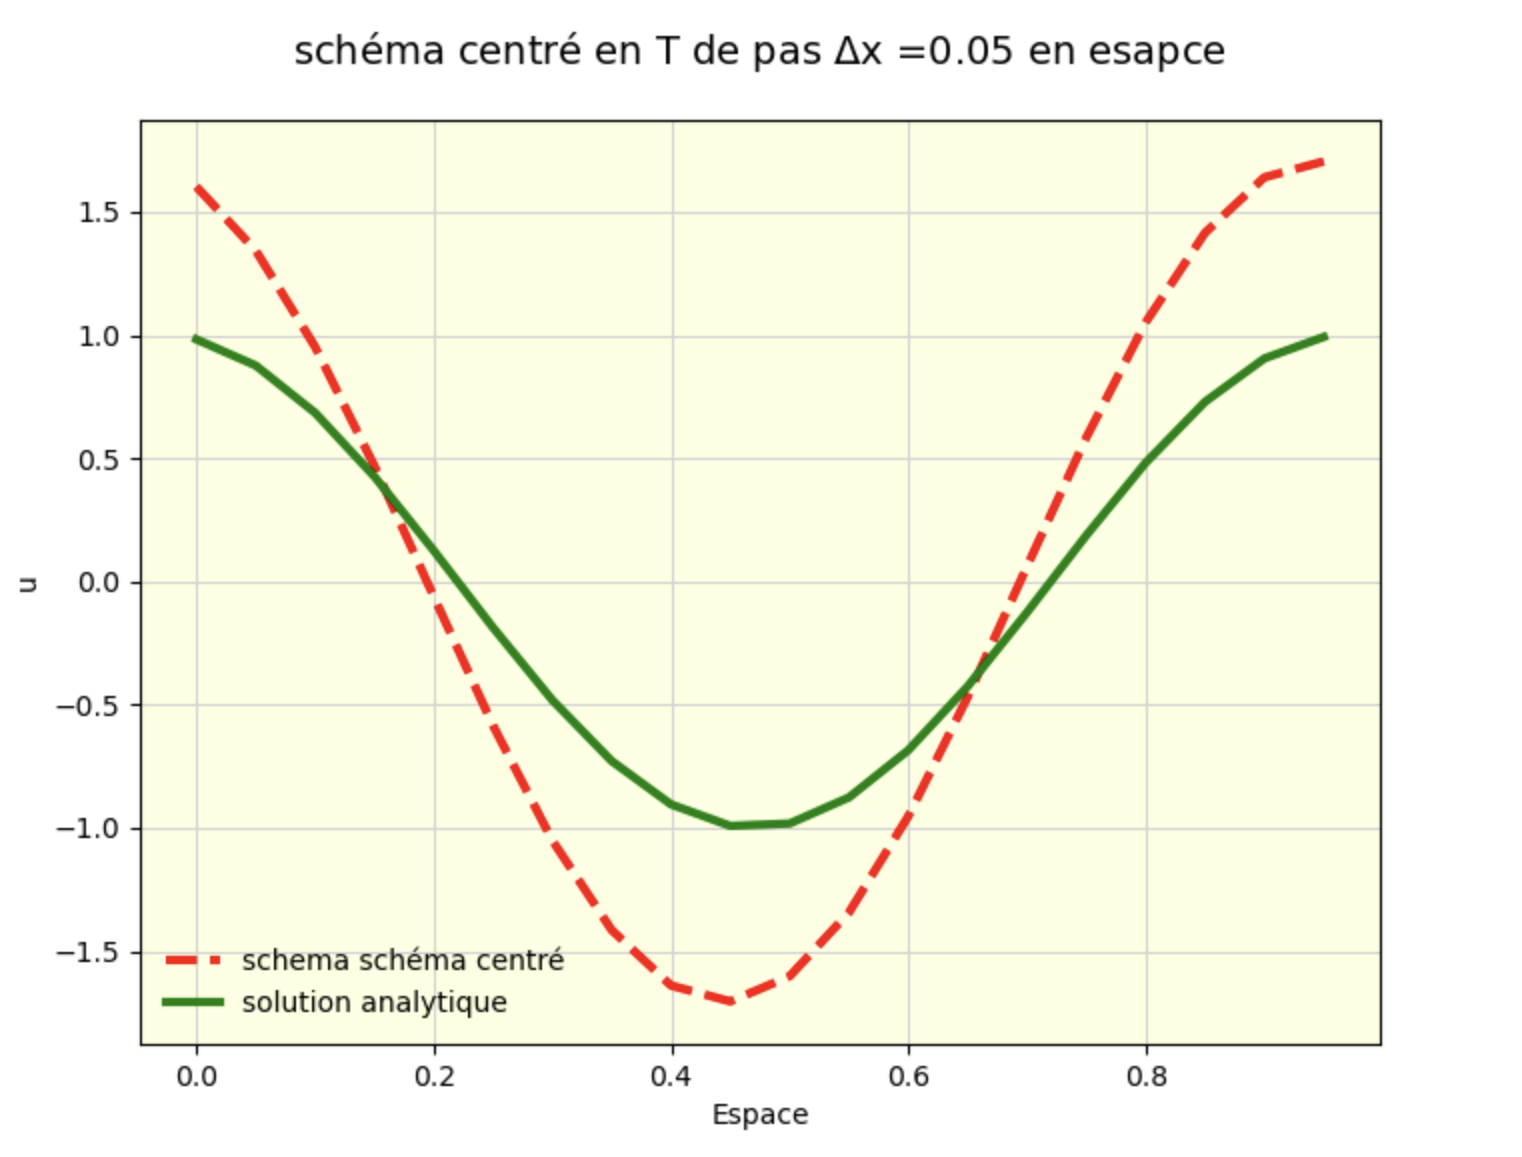 schéma centré en T de pas Δx =0.05 en esapce
1.5
1.0
0.5
0.0
−0.5
−1.0
−1.5
u
schema schéma centré
solution analytique
0.0 0.2 0.4 0.6 0.8
Espace